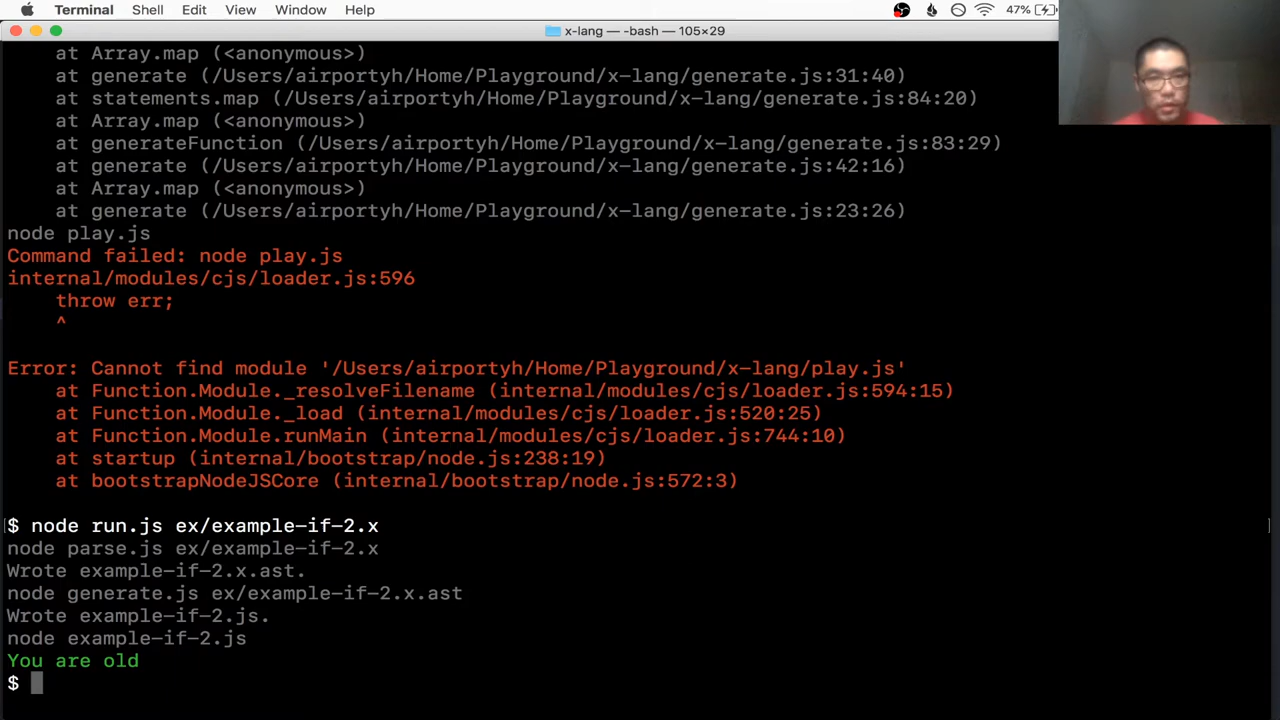 Terminal Shell Edit View Window Help 47%
x-lang — -bash — 105×29
at Array.map (<anonymous>)
at generate (/Users/airportyh/Home/Playground/x-lang/generate.js:31:40)
at statements.map (/Users/airportyh/Home/Playground/x-lang/generate.js:84:20)
at Array.map (<anonymous>)
at generateFunction (/Users/airportyh/Home/Playground/x-lang/generate.js:83:29)
at generate (/Users/airportyh/Home/Playground/x-lang/generate.js:42:16)
at Array.map (<anonymous>)
at generate (/Users/airportyh/Home/Playground/x-lang/generate.js:23:26)
node play.js
Command failed: node play.js
internal/modules/cjs/loader.js:596
throw err;
^
Error: Cannot find module '/Users/airportyh/Home/Playground/x-lang/play.js'
at Function.Module._resolveFilename (internal/modules/cjs/loader.js:594:15)
at Function.Module._load (internal/modules/cjs/loader.js:520:25)
at Function.Module.runMain (internal/modules/cjs/loader.js:744:10)
at startup (internal/bootstrap/node.js:238:19)
at bootstrapNodeJSCore (internal/bootstrap/node.js:572:3)
$ node run.js ex/example-if-2.x
node parse.js ex/example-if-2.x
Wrote example-if-2.x.ast.
node generate.js ex/example-if-2.x.ast
Wrote example-if-2.js.
node example-if-2.js
You are old
$